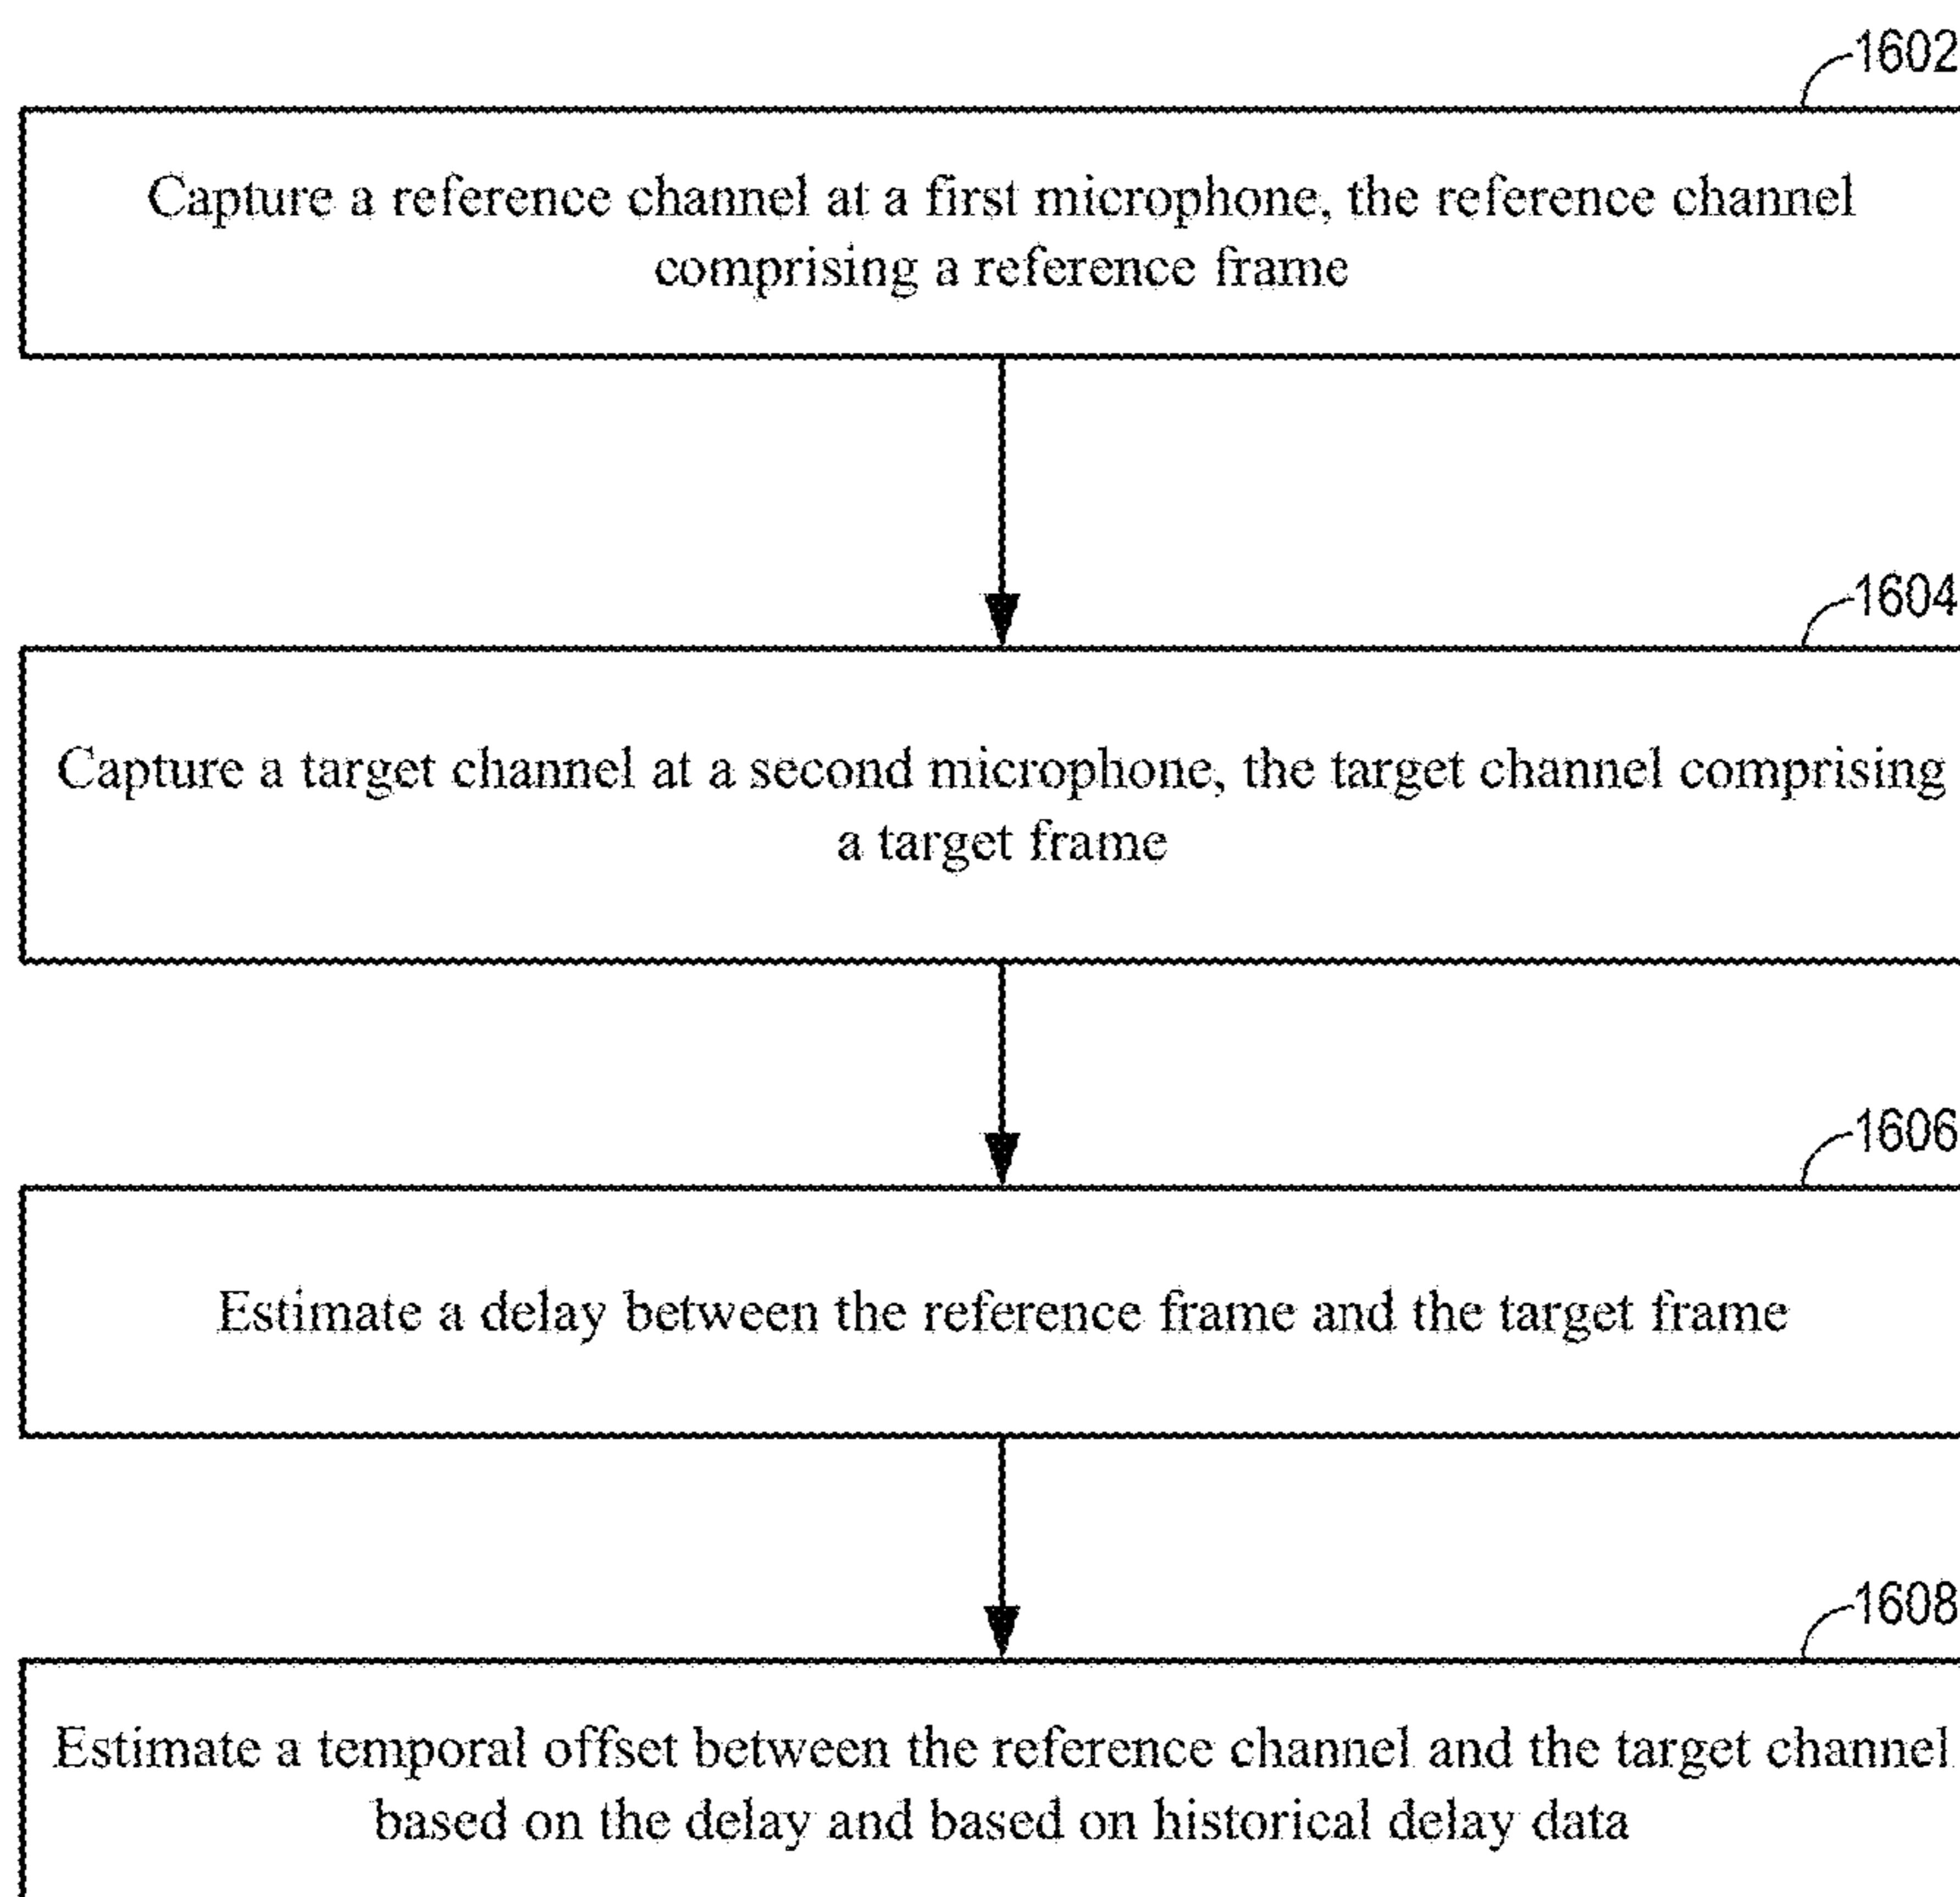 1602
Capture a reference channel at a first microphone, the reference channel
comprising a reference frame
1604
Capture a target channel at a second microphone, the target channel comprising
a target frame
1606
Estimate a delay between the reference frame and the target frame
1608
Estimate a temporal offset between the reference channel and the target channel
based on the delay and based on historical delay data